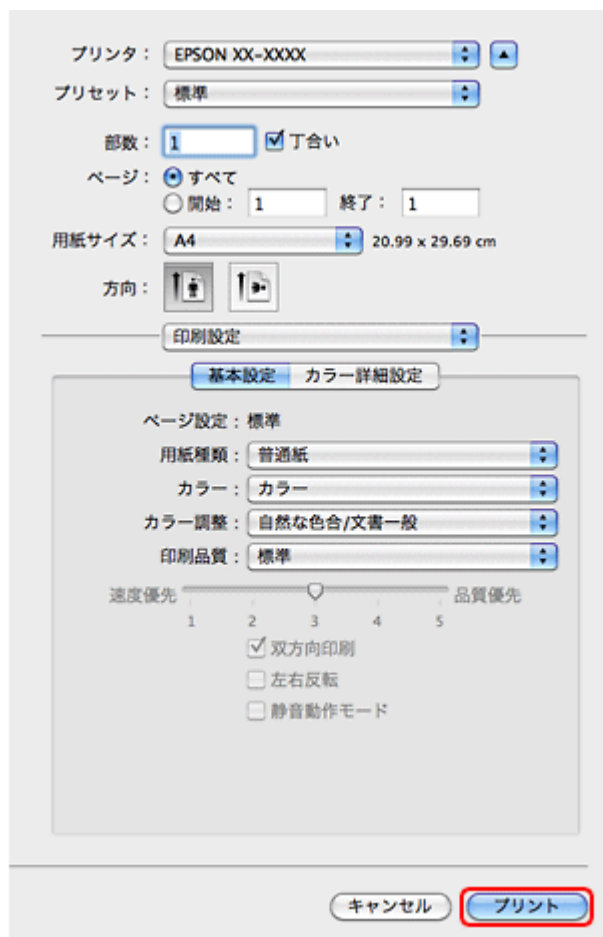 プリンタ： EPSON XX-XXXX
プリセット： 標準
部数： 1 丁合い
ページ： すべて
開始： 1 終了： 1
用紙サイズ： A4 20.99 x 29.69 cm
方向：
印刷設定
基本設定 カラー詳細設定
ページ設定：標準
用紙種類： 普通紙
カラー： カラー
カラー調整： 自然な色合/文書一般
印刷品質： 標準
速度優先 品質優先
1 2 3 4 5
双方向印刷
左右反転
静音動作モード
キャンセル プリント